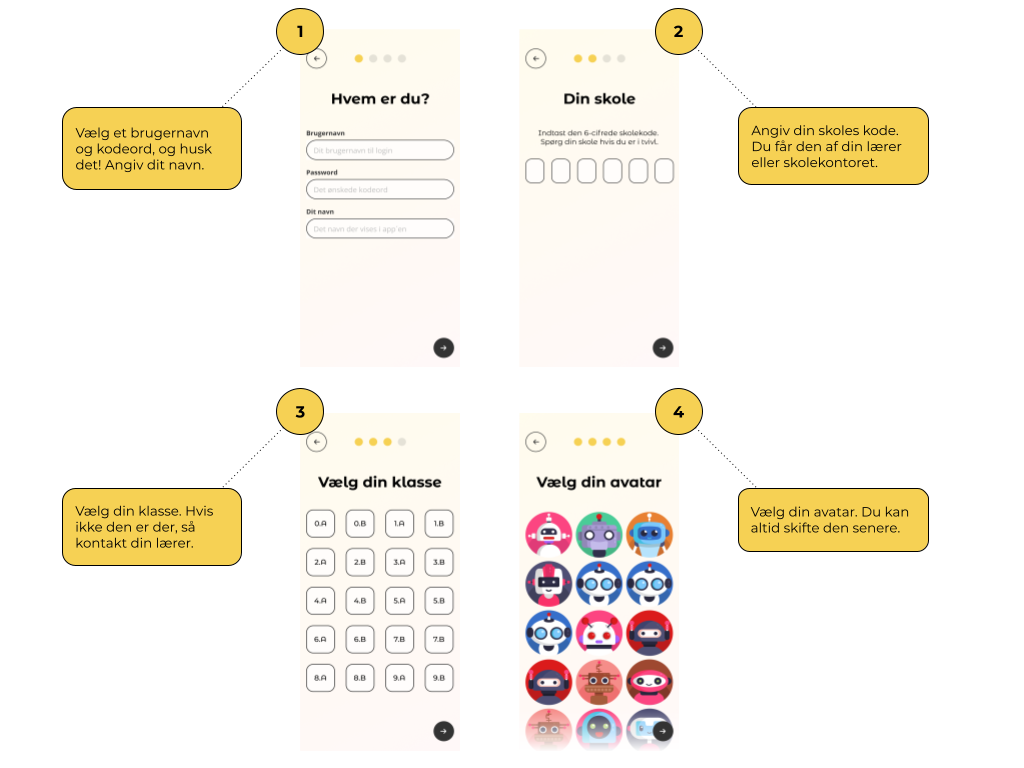 1
Hvem er du?
Brugernavn
Dit brugernavn til login
Password
Det ønskede kodeord
Dit navn
Det navn der vises i app'en
Vælg et brugernavn
og kodeord, og husk
det! Angiv dit navn.
2
Din skole
Indtast den 6-cifrede skolekode.
Spørg din skole hvis du er i tvivl.
Angiv din skoles kode.
Du får den af din lærer
eller skolekontoret.
3
Vælg din klasse
0.A 0.B 1.A 1.B
2.A 2.B 3.A 3.B
4.A 4.B 5.A 5.B
6.A 6.B 7.B 7.B
8.A 8.B 9.A 9.B
Vælg din klasse. Hvis
ikke den er der, så
kontakt din lærer.
4
Vælg din avatar
Vælg din avatar. Du kan
altid skifte den senere.